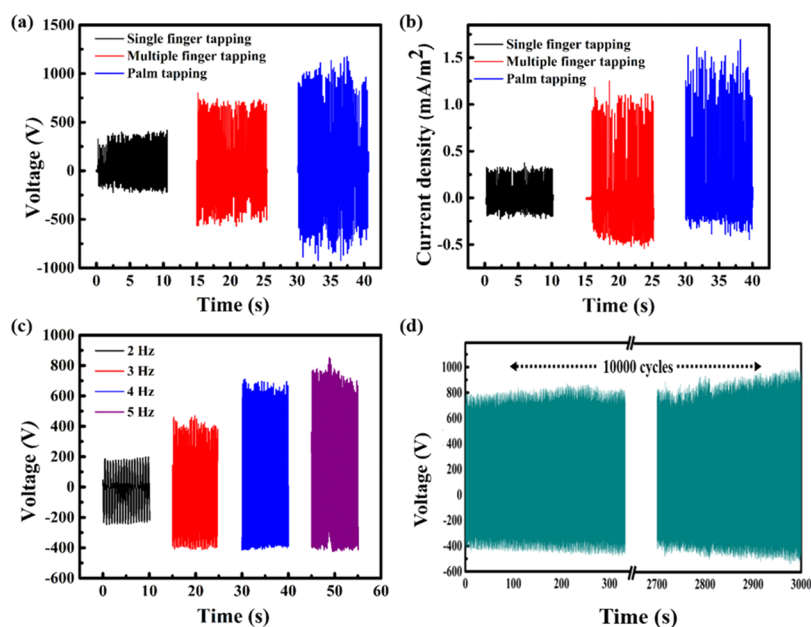 (a)
Single finger tapping
Multiple finger tapping
Palm tapping
1500
1000
500
0
-500
-1000
Voltage (V)
0 5 10 15 20 25 30 35 40
Time (s)
(b)
Single finger tapping
Multiple finger tapping
Palm tapping
1.5
1.0
0.5
0.0
-0.5
Current density (mA/m²)
0 5 10 15 20 25 30 35 40
Time (s)
(c)
2 Hz
3 Hz
4 Hz
5 Hz
1000
800
600
400
200
0
-200
-400
-600
Voltage (V)
0 10 20 30 40 50 60
Time (s)
(d)
10000 cycles
1000
800
600
400
200
0
-200
-400
-600
Voltage (V)
0 100 200 300 2700 2800 2900 3000
Time (s)